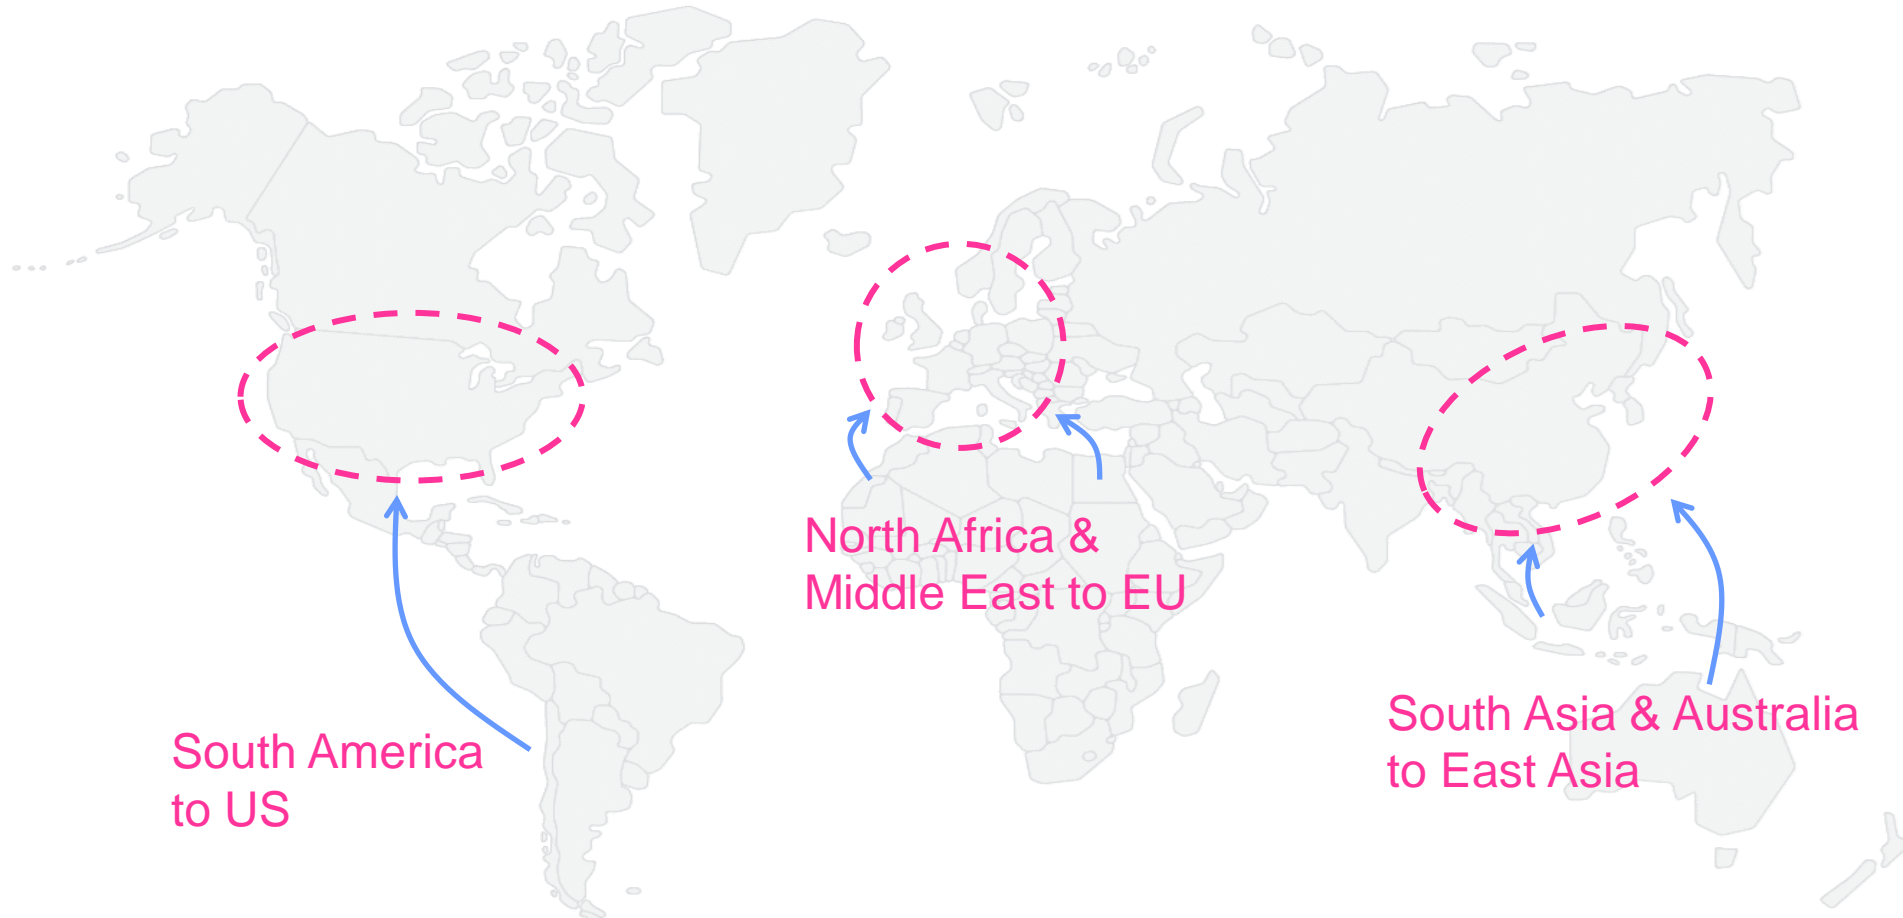 North Africa &
Middle East to EU
South America
to US
South Asia & Australia
to East Asia